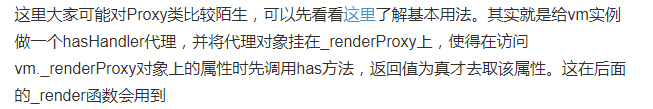 这里大家可能对Proxy类比较陌生，可以先看看这里了解基本用法。其实就是给vm实例
做一个hasHandler代理，并将代理对象挂在_renderProxy上，使得在访问
vm._renderProxy对象上的属性时先调用has方法，返回值为真才去取该属性。这在后面
的_render函数会用到